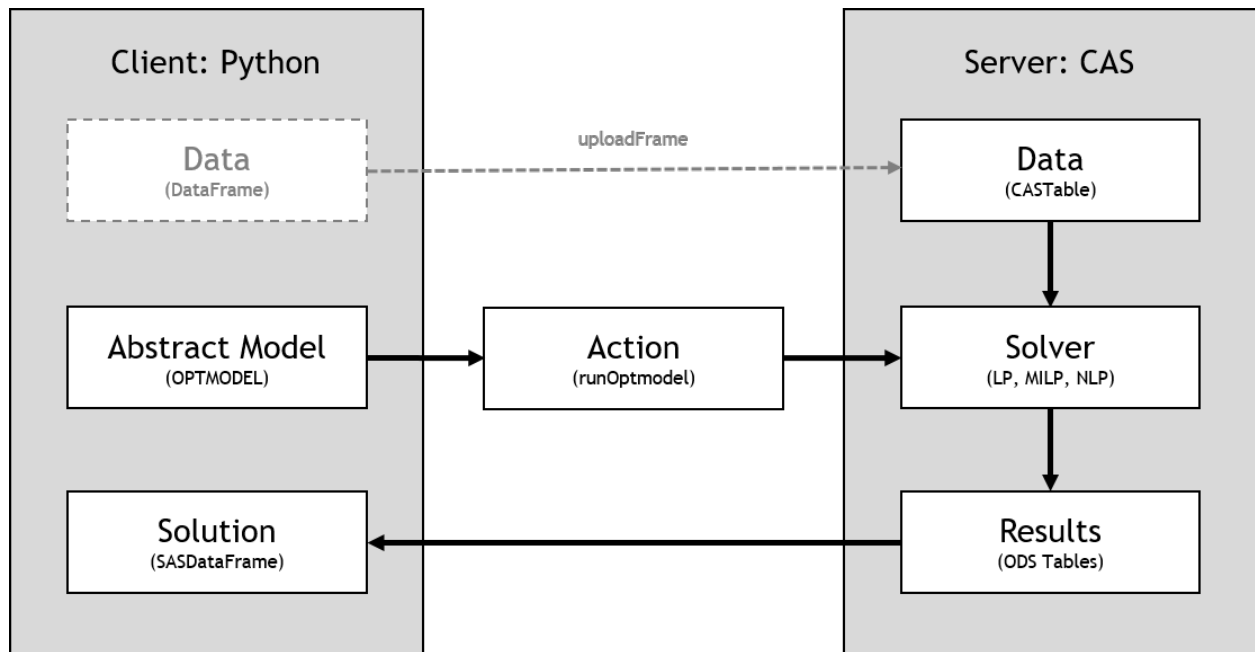 Client: Python
Server: CAS
Data
(DataFrame)
uploadFrame
Data
(CASTable)
Abstract Model
(OPTMODEL)
Action
(runOptmodel)
Solver
(LP, MILP, NLP)
Solution
(SASDataFrame)
Results
(ODS Tables)